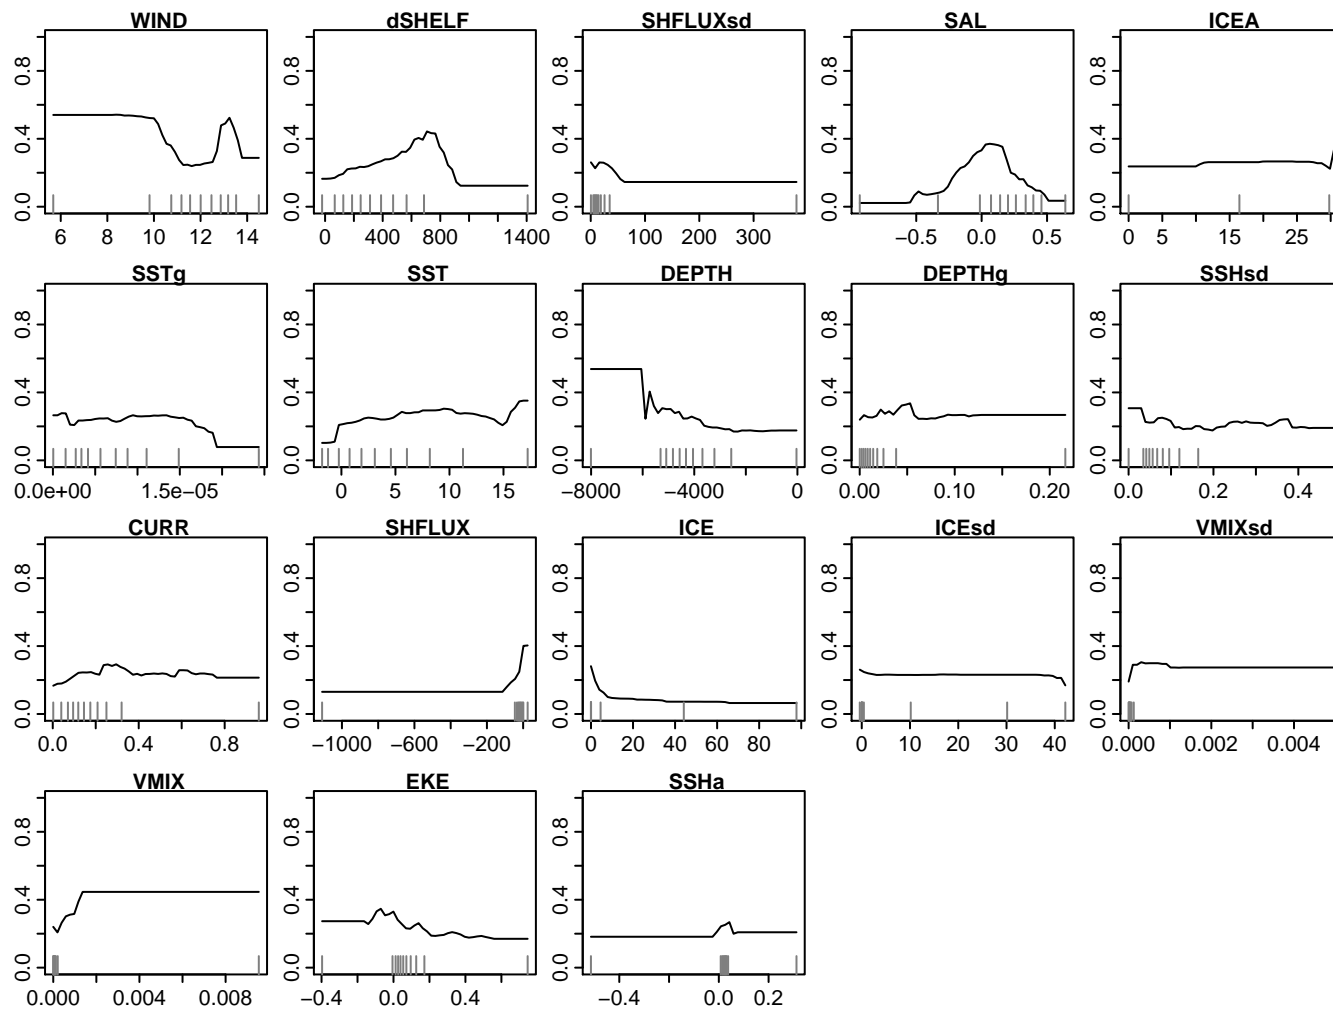 WIND dSHELF SHFLUXsd SAL ICEA
0.0 0.4 0.8 0.0 0.4 0.8 0.0 0.4 0.8 0.0 0.4 0.8 0.0 0.4 0.8
6 8 10 12 14 0 400 800 1400 0 100 200 300 −0.5 0.0 0.5 0 5 15 25
SSTg SST DEPTH DEPTHg SSHsd
0.0 0.4 0.8 0.0 0.4 0.8 0.0 0.4 0.8 0.0 0.4 0.8 0.0 0.4 0.8
0.0e+00 1.5e−05 0 5 10 15 −8000 −4000 0 0.00 0.10 0.20 0.0 0.2 0.4
CURR SHFLUX ICE ICEsd VMIXsd
0.0 0.4 0.8 0.0 0.4 0.8 0.0 0.4 0.8 0.0 0.4 0.8 0.0 0.4 0.8
0.0 0.4 0.8 −1000 −600 −200 0 20 40 60 80 0 10 20 30 40 0.000 0.002 0.004
VMIX EKE SSHa
0.0 0.4 0.8 0.0 0.4 0.8 0.0 0.4 0.8
0.000 0.004 0.008 −0.4 0.0 0.4 −0.4 0.0 0.2